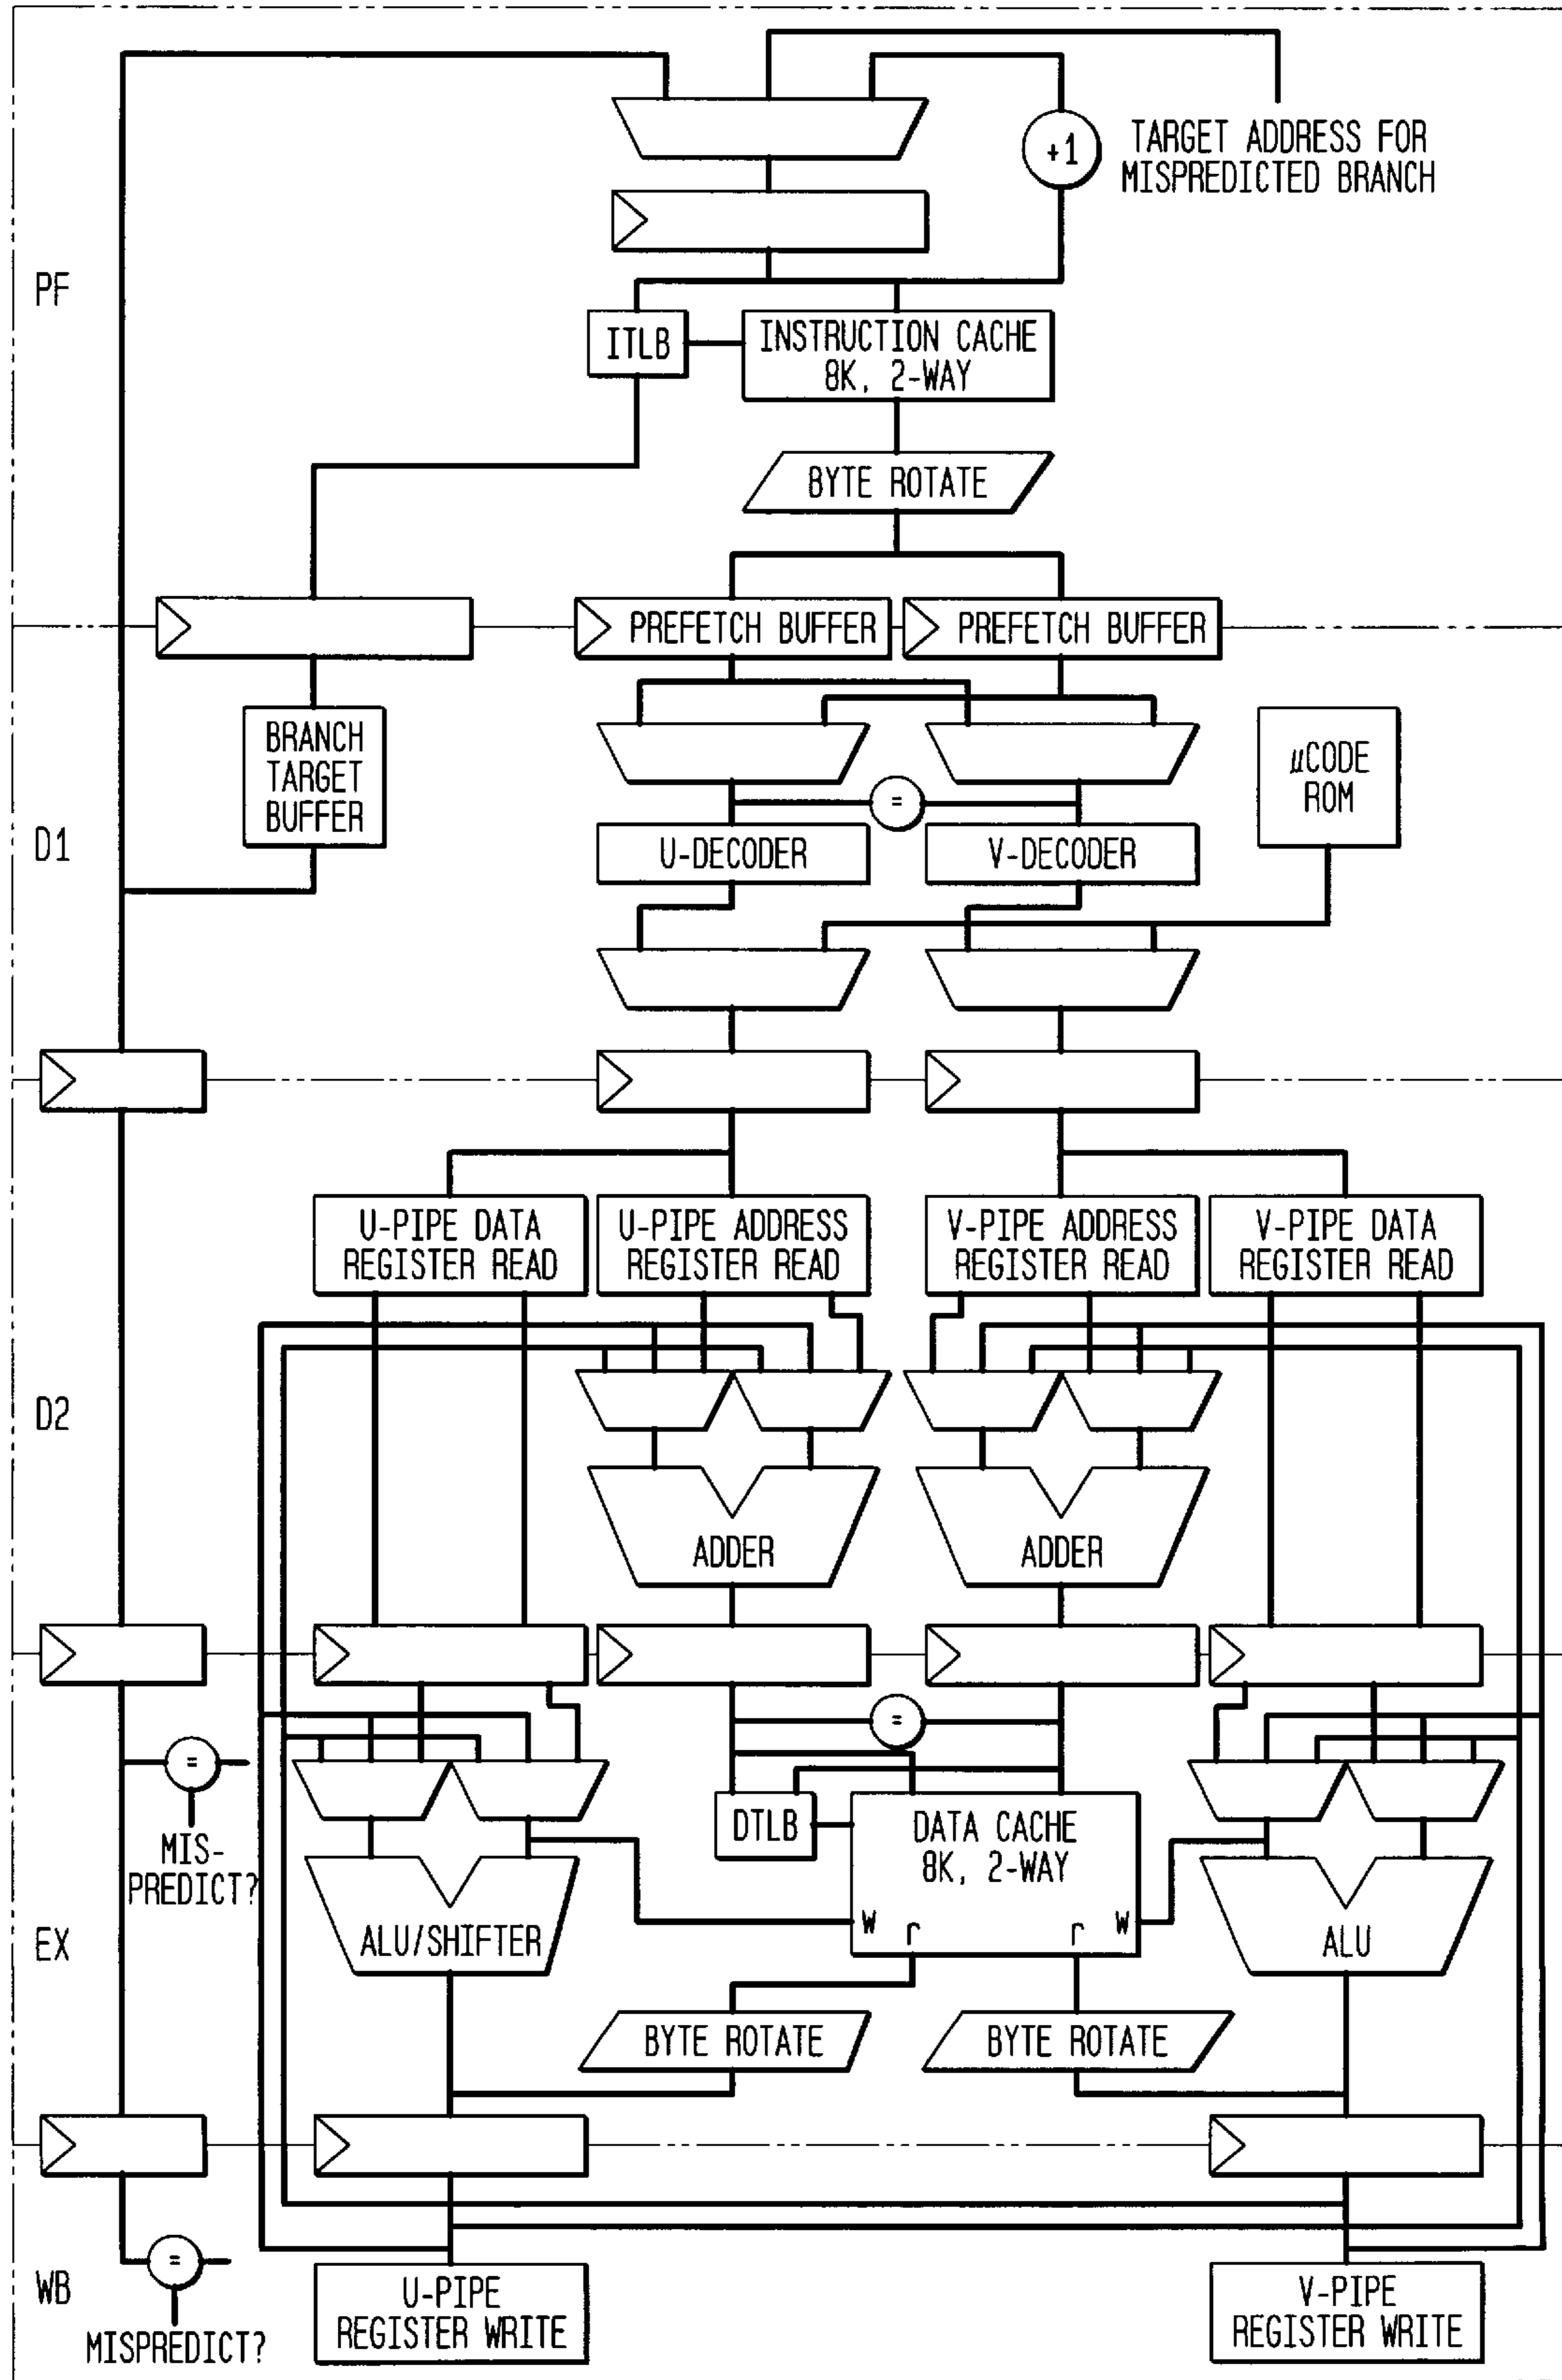 +1
TARGET ADDRESS FOR
MISPREDICTED BRANCH
PF
ITLB
INSTRUCTION CACHE
8K, 2-WAY
BYTE ROTATE
PREFETCH BUFFER
PREFETCH BUFFER
BRANCH
TARGET
BUFFER
μCODE
ROM
=
D1
U-DECODER
V-DECODER
U-PIPE DATA
REGISTER READ
U-PIPE ADDRESS
REGISTER READ
V-PIPE ADDRESS
REGISTER READ
V-PIPE DATA
REGISTER READ
D2
ADDER
ADDER
=
=
MIS-
PREDICT?
DTLB
DATA CACHE
8K, 2-WAY
W
r
r
W
EX
ALU/SHIFTER
ALU
BYTE ROTATE
BYTE ROTATE
=
WB
MISPREDICT?
U-PIPE
REGISTER WRITE
V-PIPE
REGISTER WRITE